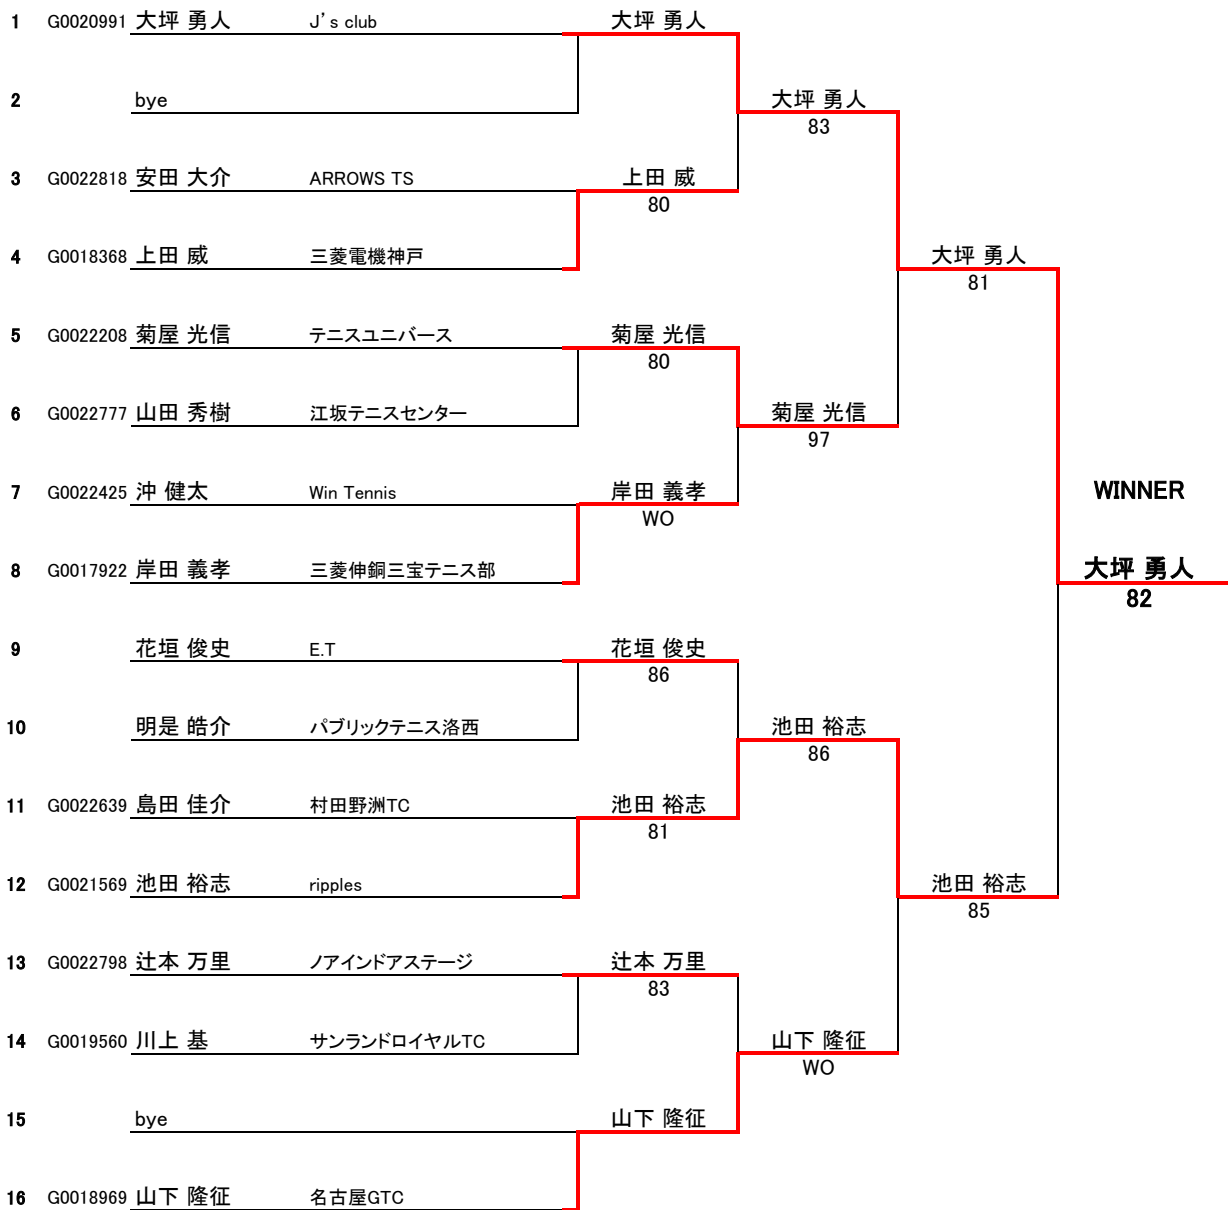 1 G0020991 大坪 勇人 J's club 大坪 勇人
2 bye 大坪 勇人
83
3 G0022818 安田 大介 ARROWS TS 上田 威
80
4 G0018368 上田 威 三菱電機神戸 大坪 勇人
81
5 G0022208 菊屋 光信 テニスユニバース 菊屋 光信
80
6 G0022777 山田 秀樹 江坂テニスセンター 菊屋 光信
97
7 G0022425 沖 健太 Win Tennis 岸田 義孝 WINNER
WO
8 G0017922 岸田 義孝 三菱伸銅三宝テニス部 大坪 勇人
82
9 花垣 俊史 E.T 花垣 俊史
86
10 明是 皓介 パブリックテニス洛西 池田 裕志
86
11 G0022639 島田 佳介 村田野洲TC 池田 裕志
81
12 G0021569 池田 裕志 ripples 池田 裕志
85
13 G0022798 辻本 万里 ノアインドアステージ 辻本 万里
83
14 G0019560 川上 基 サンランドロイヤルTC 山下 隆征
WO
15 bye 山下 隆征
16 G0018969 山下 隆征 名古屋GTC